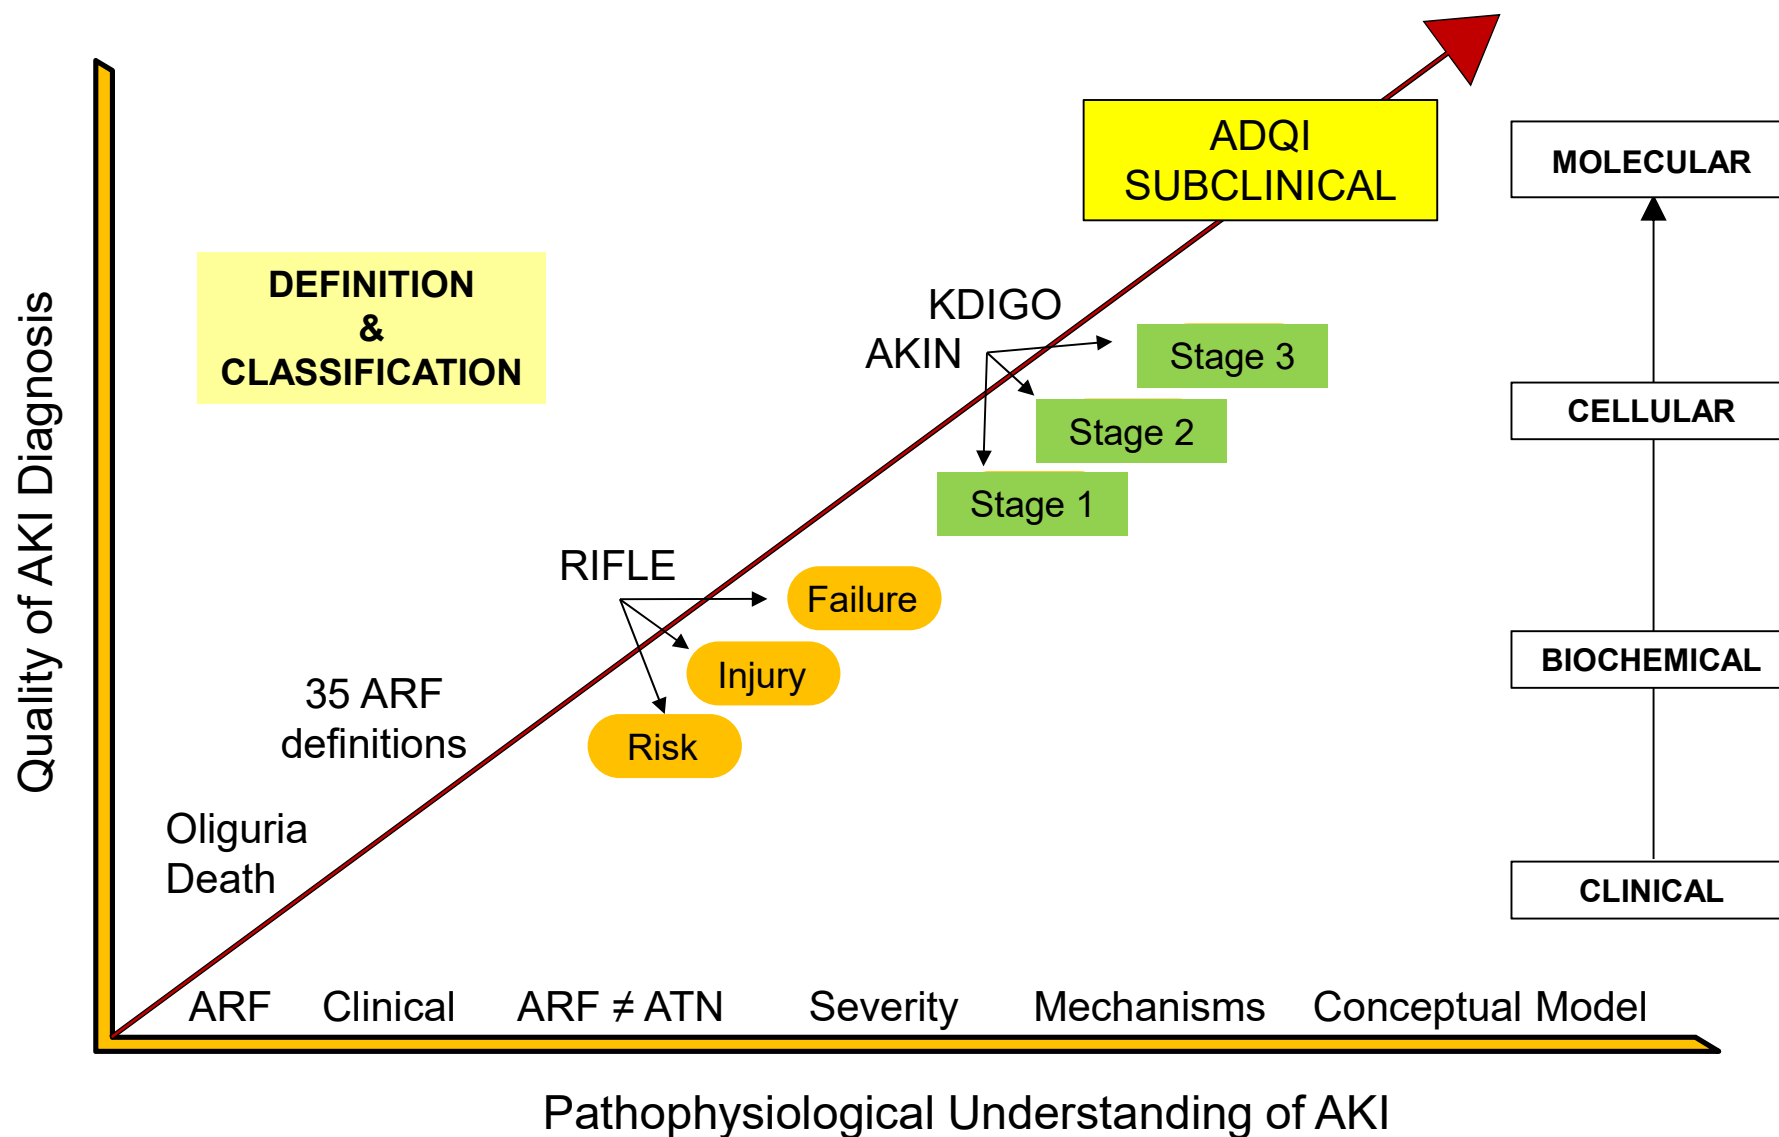 ADQI
SUBCLINICAL
MOLECULAR
DEFINITION
&
CLASSIFICATION
KDIGO
AKIN
Stage 3
Stage 2
Stage 1
CELLULAR
RIFLE
Failure
Injury
Risk
BIOCHEMICAL
35 ARF
definitions
Oliguria
Death
CLINICAL
Quality of AKI Diagnosis
ARF Clinical ARF ≠ ATN Severity Mechanisms Conceptual Model
Pathophysiological Understanding of AKI